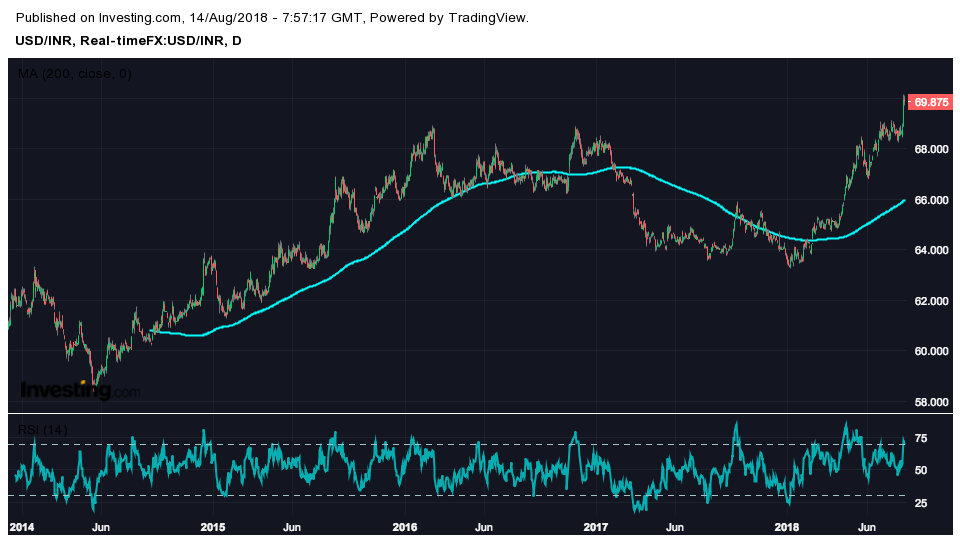 Published on Investing.com, 14/Aug/2018 - 7:57:17 GMT, Powered by TradingView.
USD/INR, Real-timeFX:USD/INR, D
MA (200, close, 0)
69.875
68.000
66.000
64.000
62.000
60.000
58.000
Investing.com
RSI (14)
75
50
25
2014 Jun 2015 Jun 2016 Jun 2017 Jun 2018 Jun